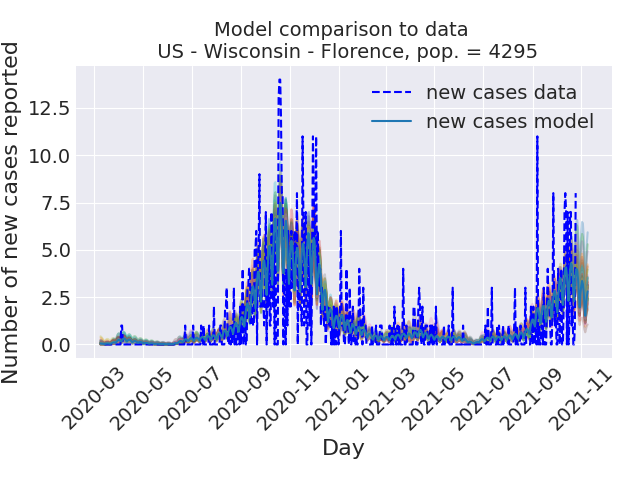 Model comparison to data
US - Wisconsin - Florence, pop. = 4295
Number of new cases reported
12.5
10.0
7.5
5.0
2.5
0.0
new cases data
new cases model
2020-03
2020-05
2020-07
2020-09
2020-11
2021-01
2021-03
2021-05
2021-07
2021-09
2021-11
Day